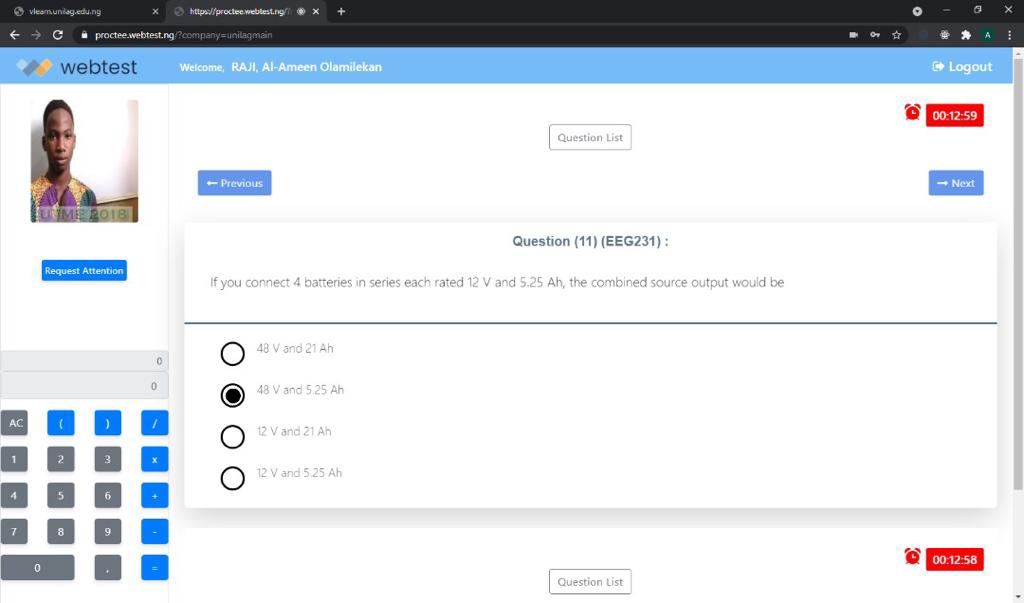 vlearn.unilag.edu.ng
https://proctee.webtest.ng/
proctee.webtest.ng/?company=unilagmain
A
webtest
Welcome, RAJI, Al-Ameen Olamilekan
Logout
UTME 2018
Request Attention
00:12:59
Question List
← Previous
→ Next
Question (11) (EEG231) :
If you connect 4 batteries in series each rated 12 V and 5.25 Ah, the combined source output would be
48 V and 21 Ah
48 V and 5.25 Ah
12 V and 21 Ah
12 V and 5.25 Ah
0
0
AC ( ) /
1 2 3 x
4 5 6 +
7 8 9 -
0 , =
00:12:58
Question List